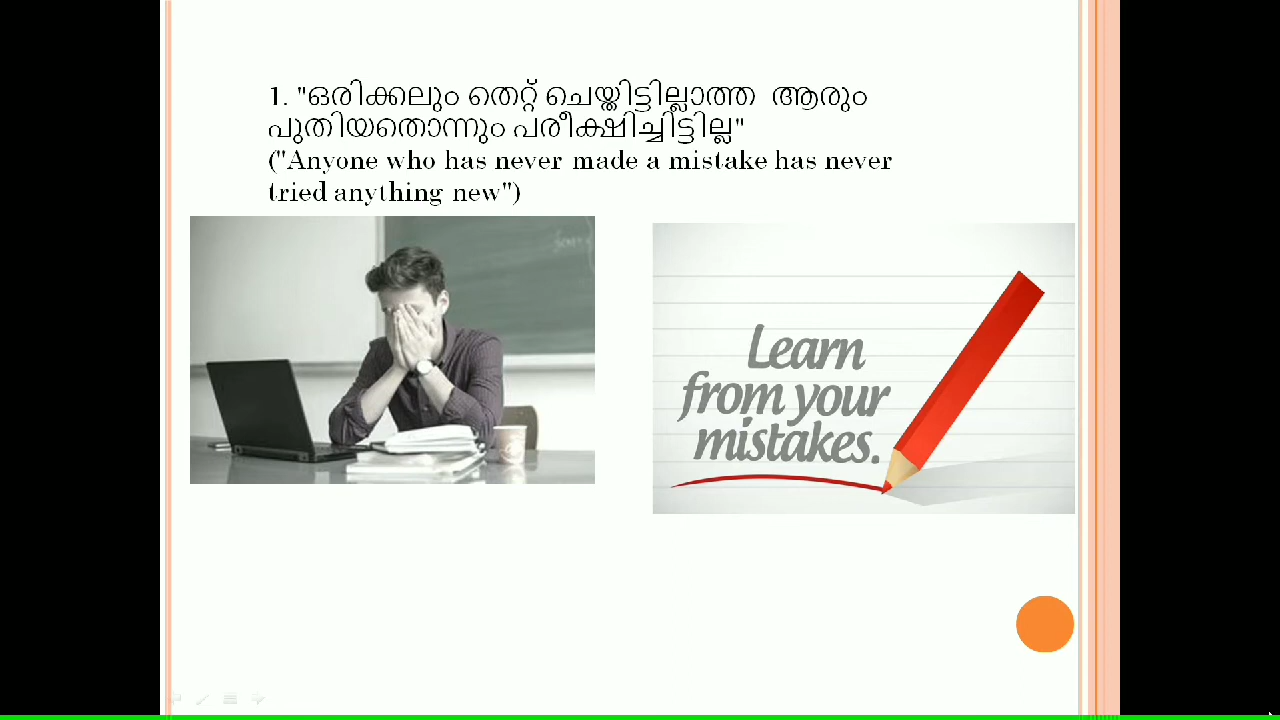 1. "ഒരിക്കലും തെറ്റ് ചെയ്തിട്ടില്ലാത്ത ആരും
പുതിയതൊന്നും പരീക്ഷിച്ചിട്ടില്ല"
("Anyone who has never made a mistake has never
tried anything new")
Learn
from your
mistakes.